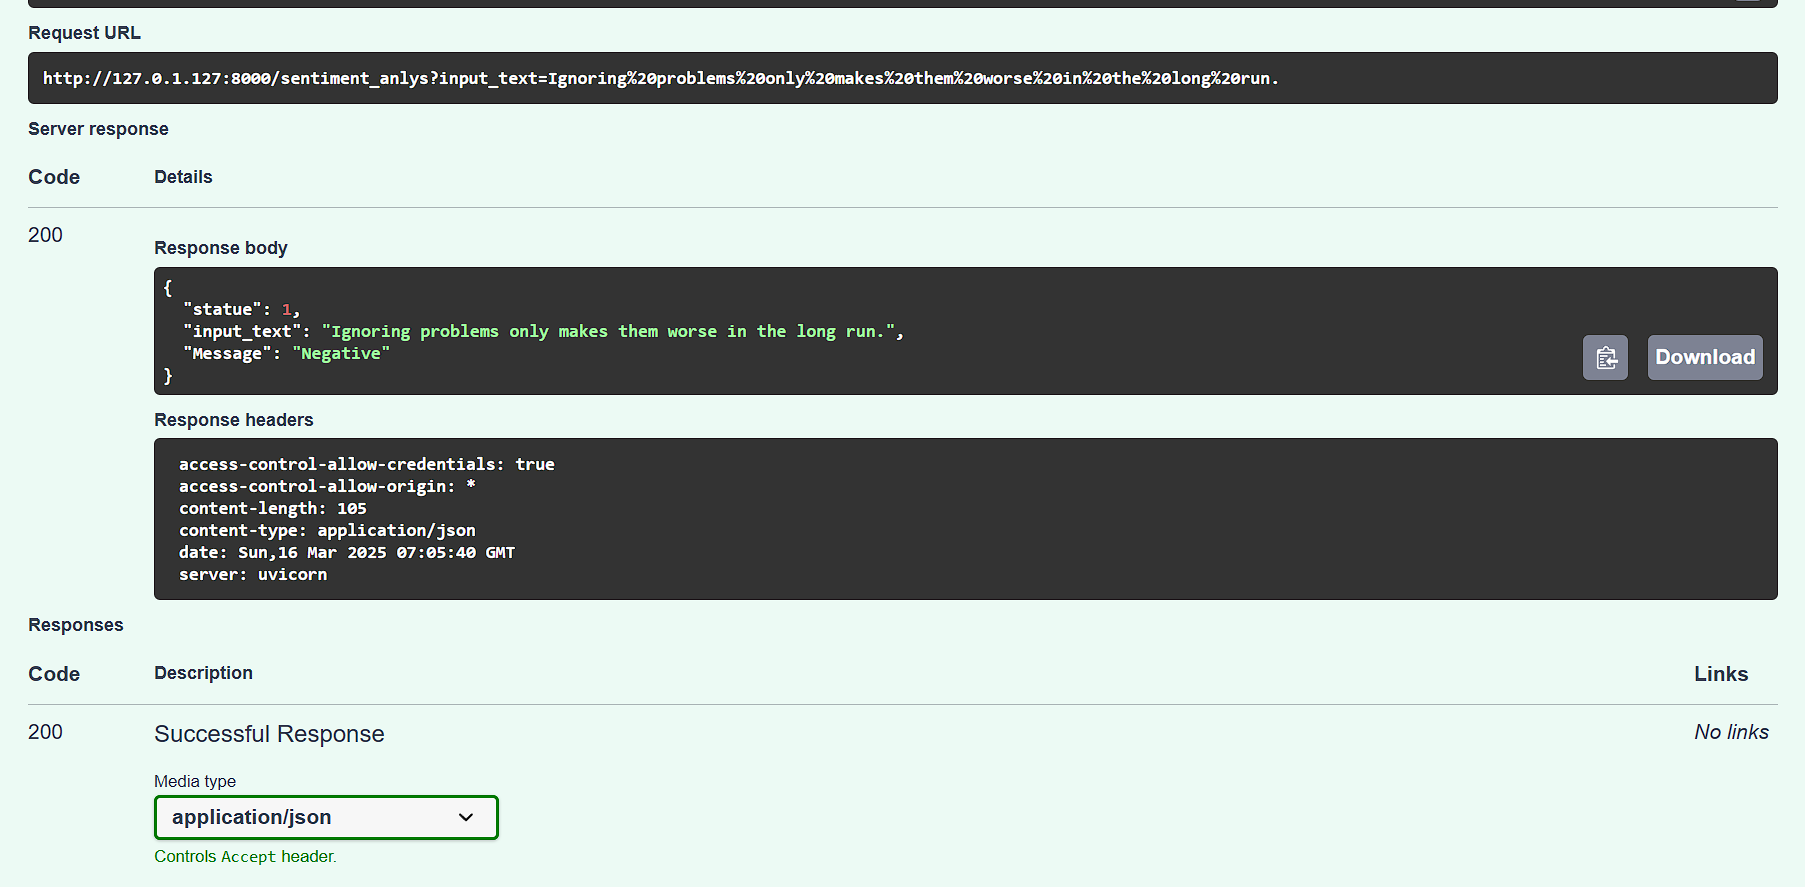 Request URL
http://127.0.1.127:8000/sentiment_anlys?input_text=Ignoring%20problems%20only%20makes%20them%20worse%20in%20the%20long%20run.
Server response
Code Details
200
Response body
{
"statue": 1,
"input_text": "Ignoring problems only makes them worse in the long run.",
"Message": "Negative"
}
Download
Response headers
access-control-allow-credentials: true
access-control-allow-origin: *
content-length: 105
content-type: application/json
date: Sun,16 Mar 2025 07:05:40 GMT
server: uvicorn
Responses
Code Description Links
200 Successful Response No links
Media type
application/json
Controls Accept header.